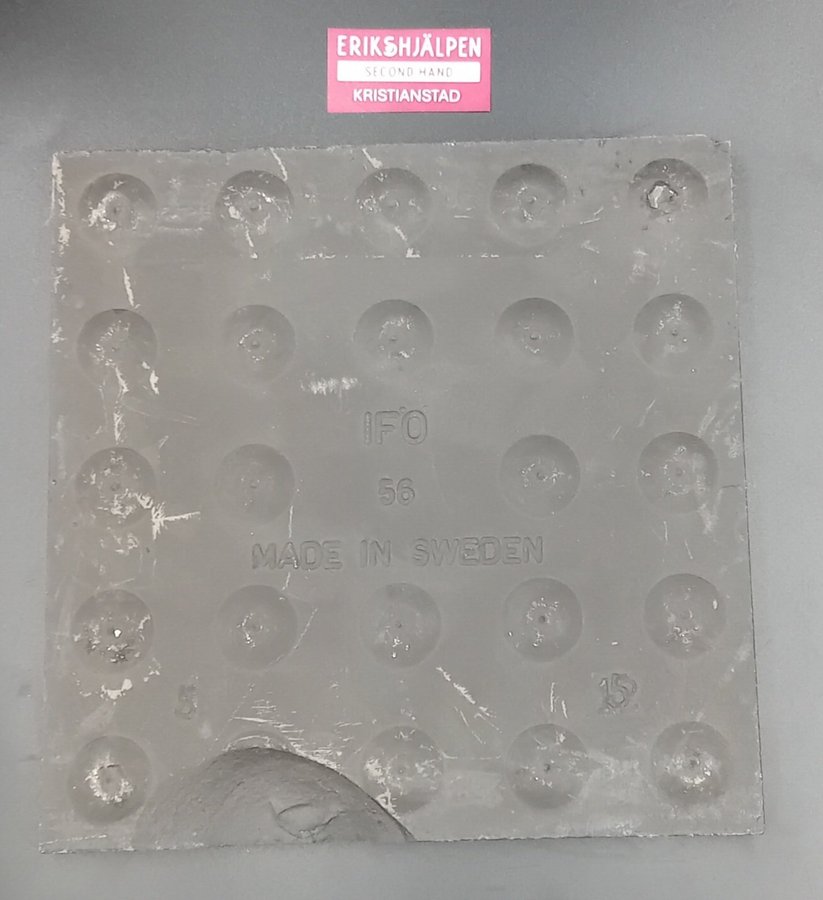 ERIKSHJÄLPEN
SECOND HAND
KRISTIANSTAD
IFÖ
56
MADE IN SWEDEN
5
15